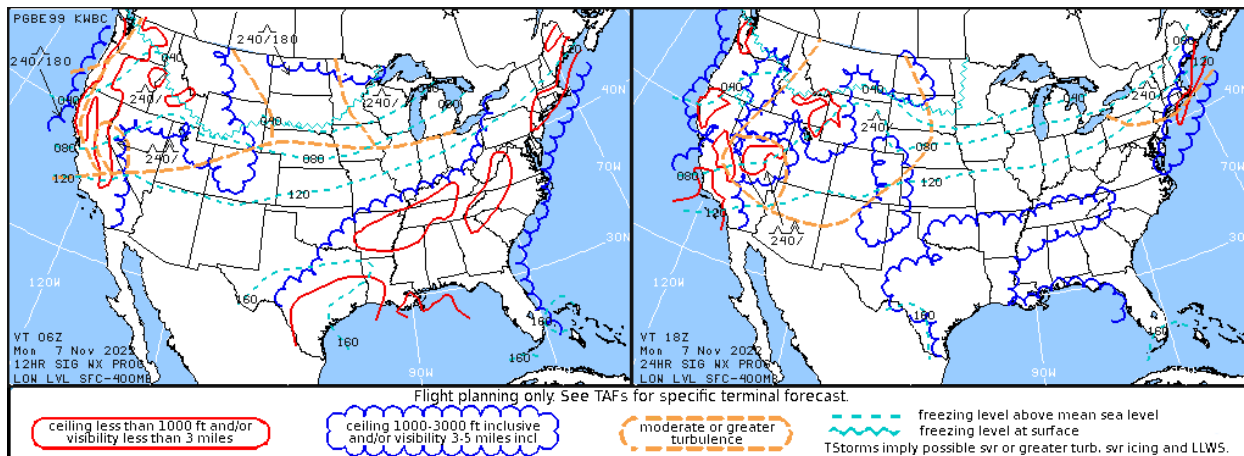 PGBE99 KWBC
240/180
240/180
040
240/
120
240/
040
080
40N
040
040
080
240/
080
70W
120
120
30N
120W
160
160
160
160
VT 06Z
Mon 7 Nov 2022
12HR SIG WX PROG
LOW LVL SFC-400MB
90W
080
120
240/
40N
040
040
240/
080
70W
080
120
120
240/
30N
120W
160
160
VT 18Z
Mon 7 Nov 2022
24HR SIG WX PROG
LOW LVL SFC-400MB
90W
Flight planning only. See TAFs for specific terminal forecast.
ceiling less than 1000 ft and/or
visibility less than 3 miles
ceiling 1000-3000 ft inclusive
and/or visibility 3-5 miles incl
moderate or greater
turbulence
freezing level above mean sea level
freezing level at surface
TStorms imply possible svr or greater turb. svr icing and LLWS.